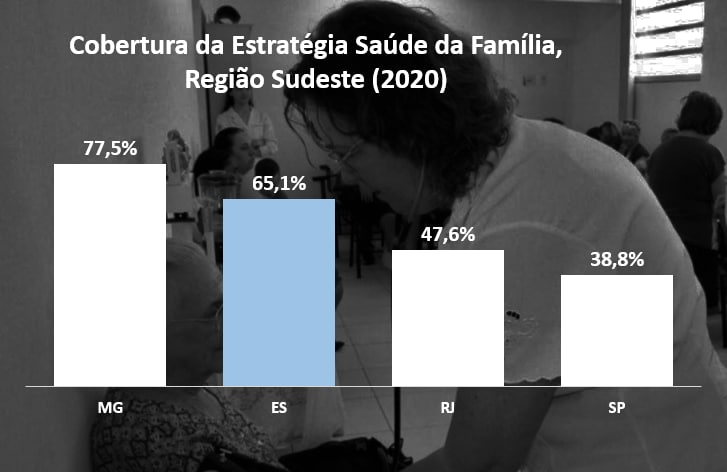 Cobertura da Estratégia Saúde da Família,
Região Sudeste (2020)
77,5%
65,1%
47,6%
38,8%
MG
ES
RJ
SP